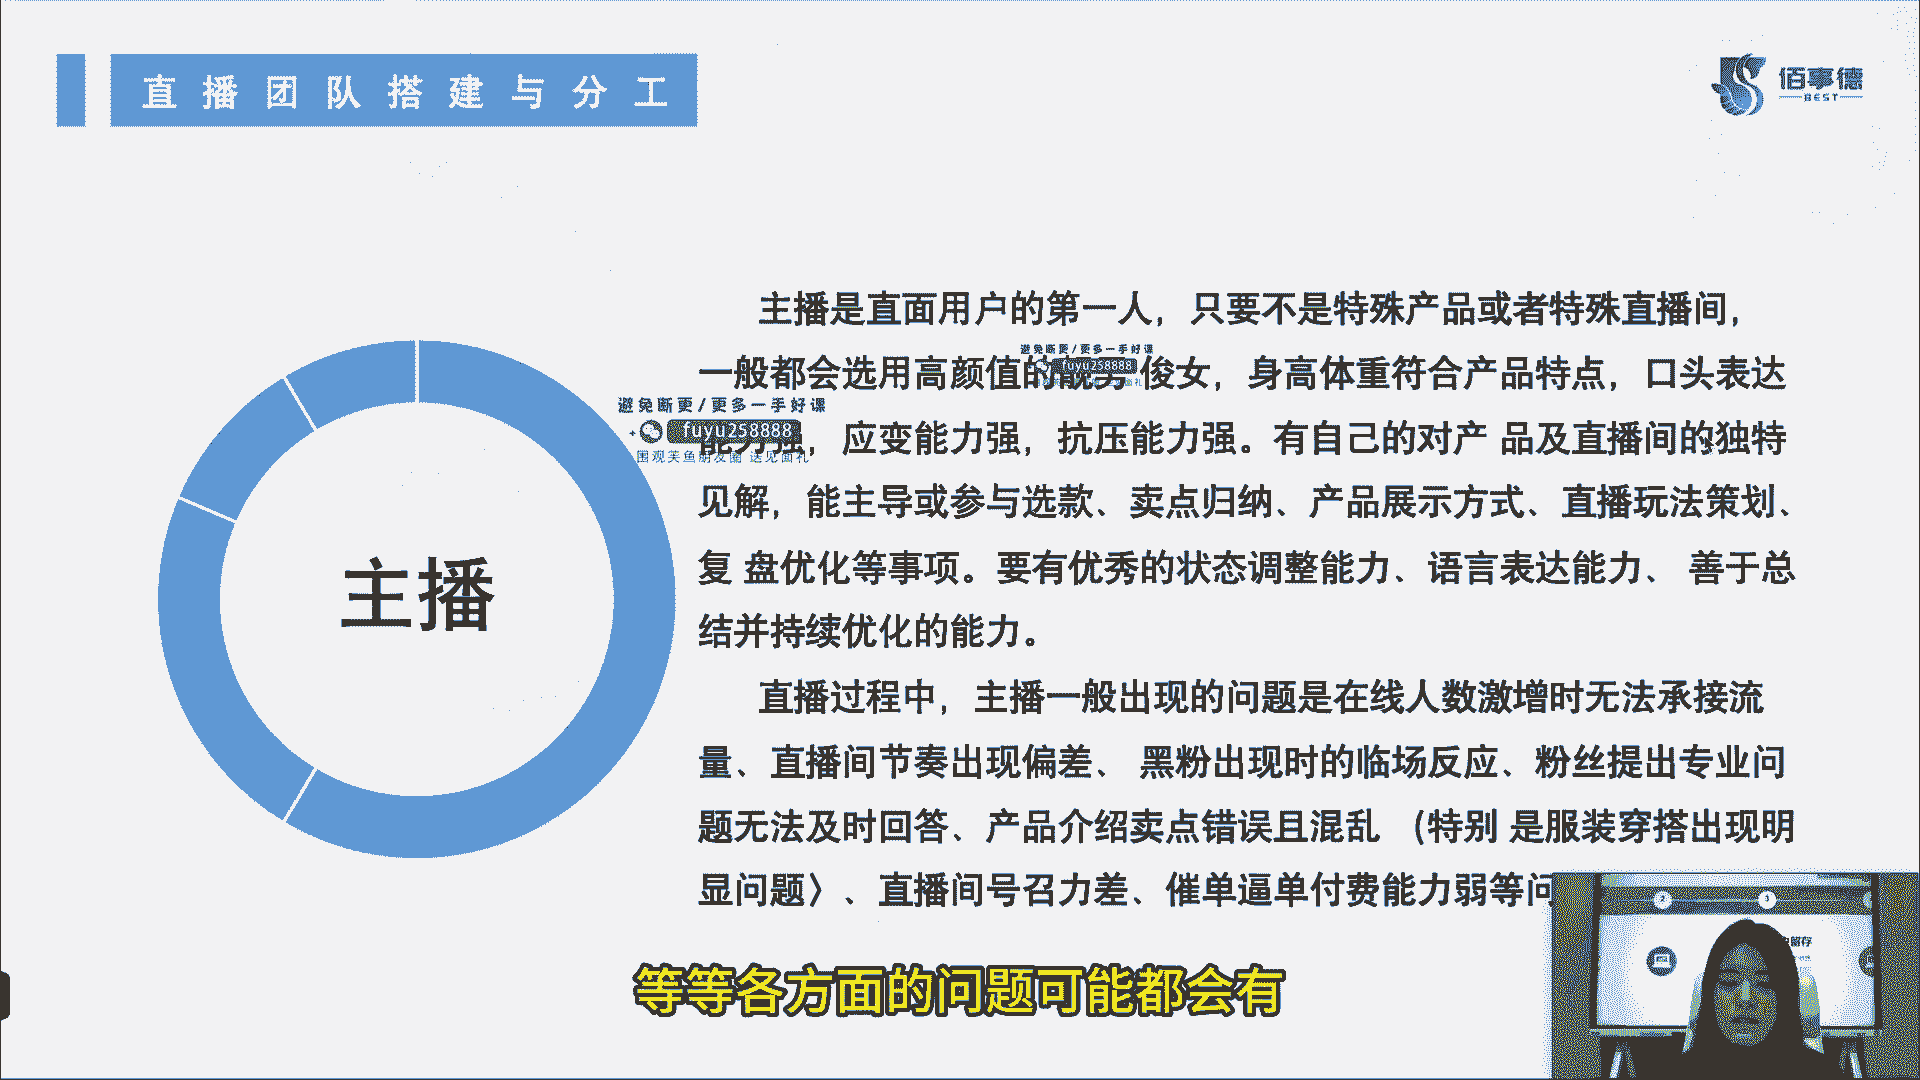 直播团队搭建与分工
佰事德
BEST
主播是直面用户的第一人，只要不是特殊产品或者特殊直播间，
避免断更/更多一手好课
一般都会选用高颜值的 俊女，身高体重符合产品特点，口头表达
fuyu258888
避免断更/更多一手好课
fuyu258888
能力强，应变能力强，抗压能力强。有自己的对产 品及直播间的独特
围观芙鱼朋友圈 送见面礼
见解，能主导或参与选款、卖点归纳、产品展示方式、直播玩法策划、
复 盘优化等事项。要有优秀的状态调整能力、语言表达能力、 善于总
结并持续优化的能力。
主播
直播过程中，主播一般出现的问题是在线人数激增时无法承接流
量、直播间节奏出现偏差、 黑粉出现时的临场反应、粉丝提出专业问
题无法及时回答、产品介绍卖点错误且混乱 （特别 是服装穿搭出现明
显问题〉、直播间号召力差、催单逼单付费能力弱等问
2
3
留存
等等各方面的问题可能都会有